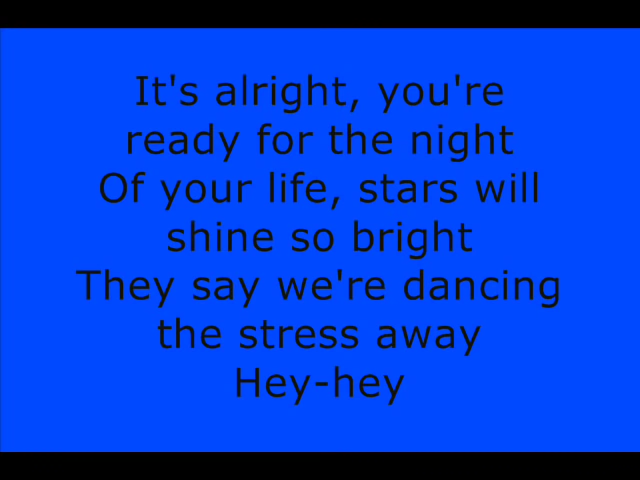 It's alright, you're
ready for the night
Of your life, stars will
shine so bright
They say we're dancing
the stress away
Hey-hey